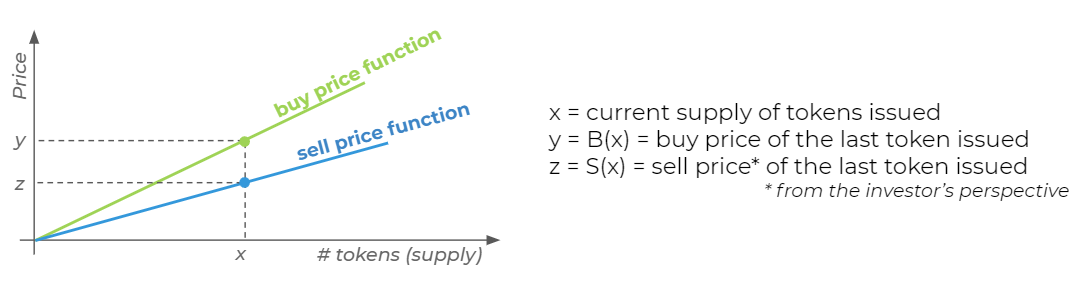 Price
buy price function
sell price function
y
z
x
# tokens (supply)
x = current supply of tokens issued
y = B(x) = buy price of the last token issued
z = S(x) = sell price* of the last token issued
* from the investor's perspective